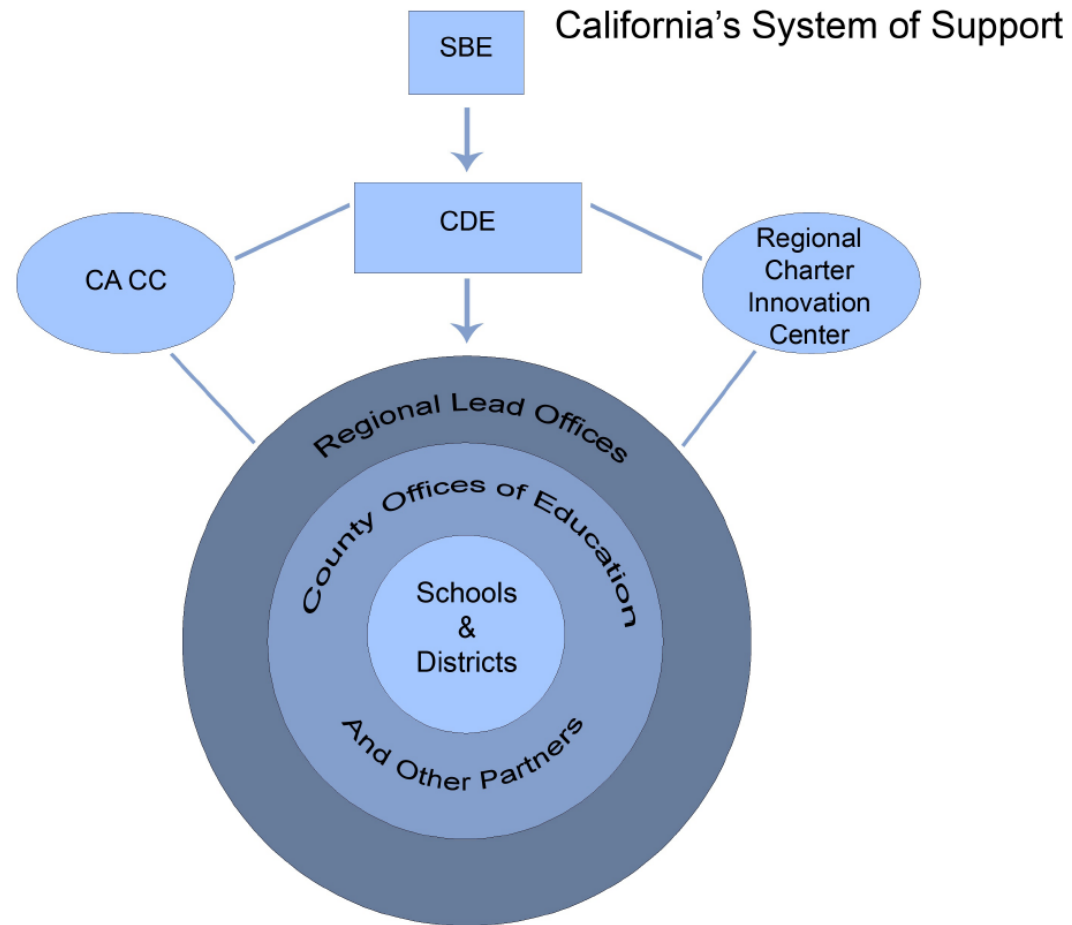 California's System of Support
SBE
CDE
CA CC
Regional
Charter
Innovation
Center
Regional Lead Offices
County Offices of Education
Schools
&
Districts
And Other Partners